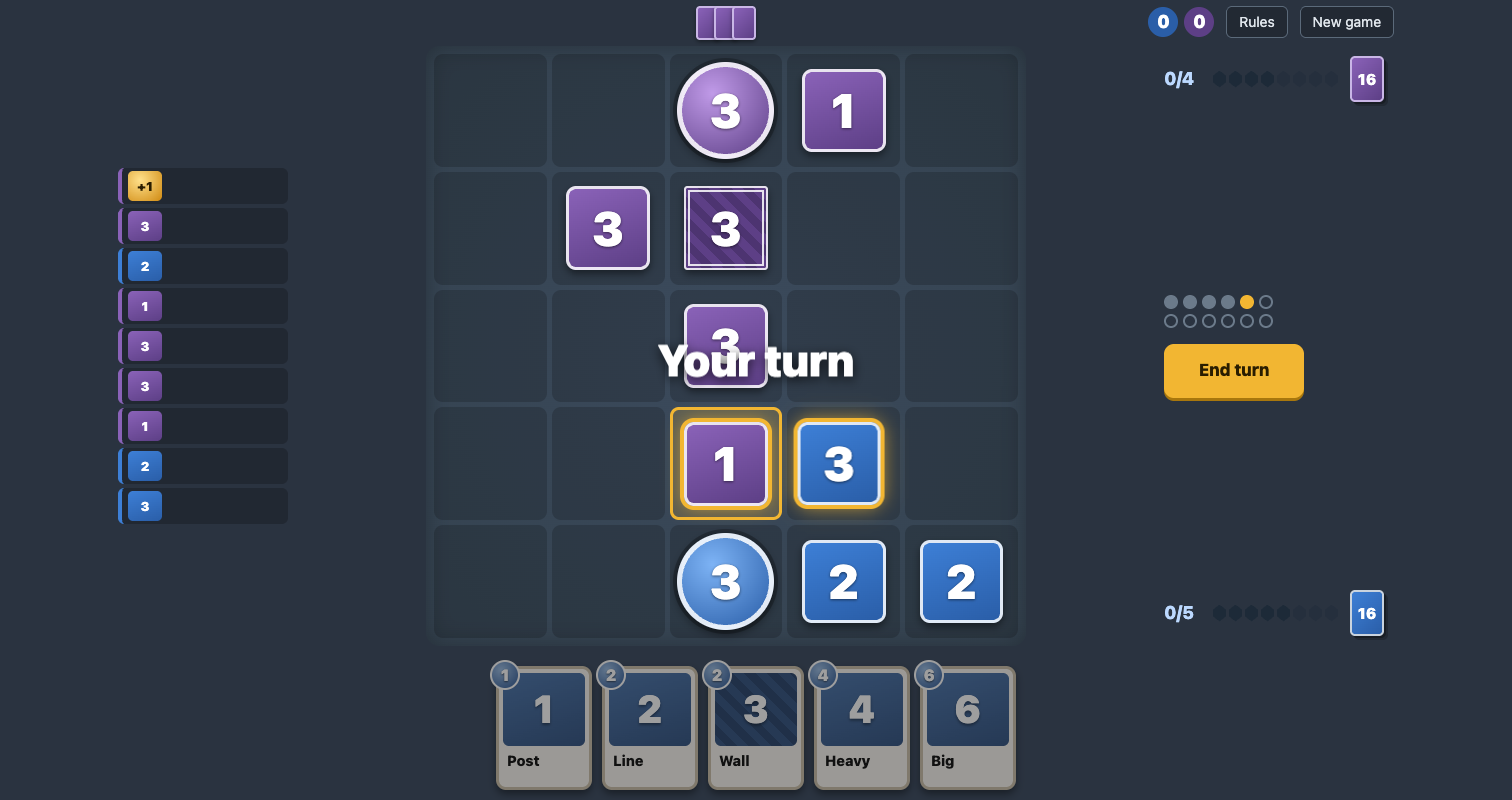 0 0 Rules New game
3 1
0/4 16
+1
3
3 3
2
1
3
3
Your turn
End turn
3
1
1 3
2
3
3 2 2
0/5 16
1 2 2 4 6
1 2 3 4 6
Post Line Wall Heavy Big